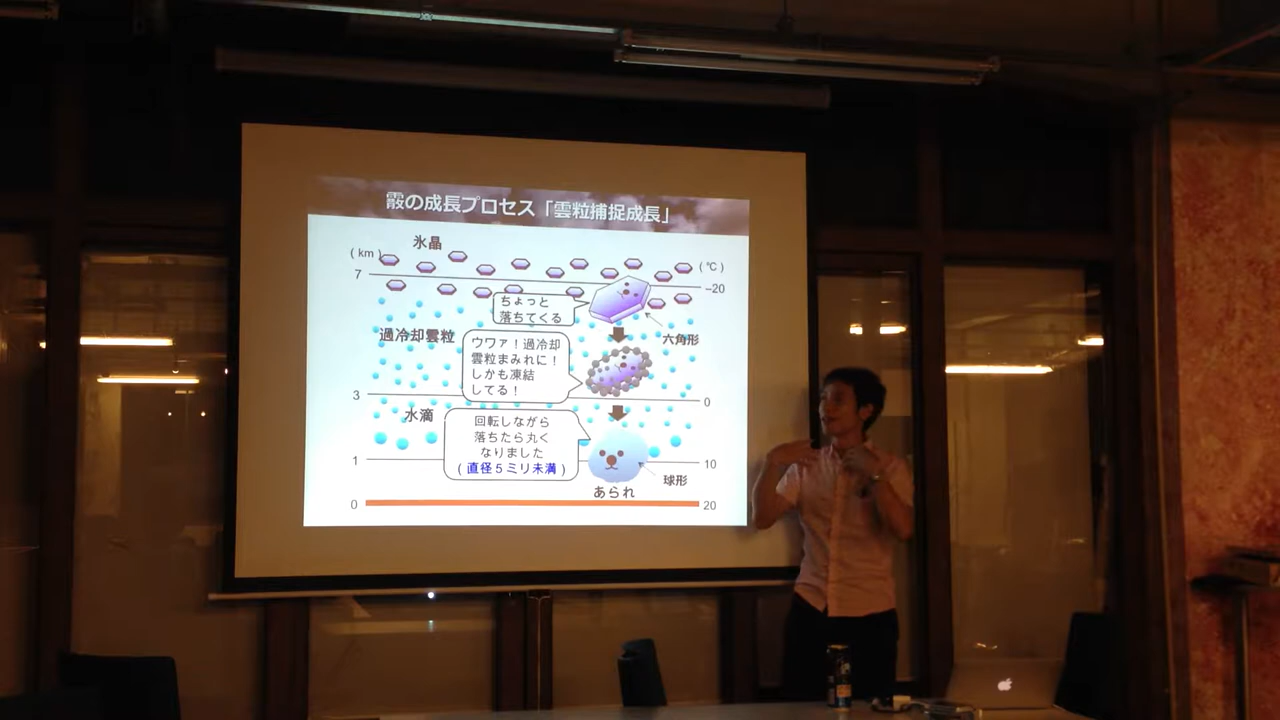 霰の成長プロセス「雲粒捕捉成長」
氷晶
( km )
(℃)
7
-20
ちょっと
落ちてくる
六角形
過冷却雲粒
ウワァ！過冷却
雲粒まみれに！
しかも凍結
してる！
3
0
水滴
回転しながら
落ちたら丸く
なりました
( 直径５ミリ未満 )
1
10
球形
あられ
0
20